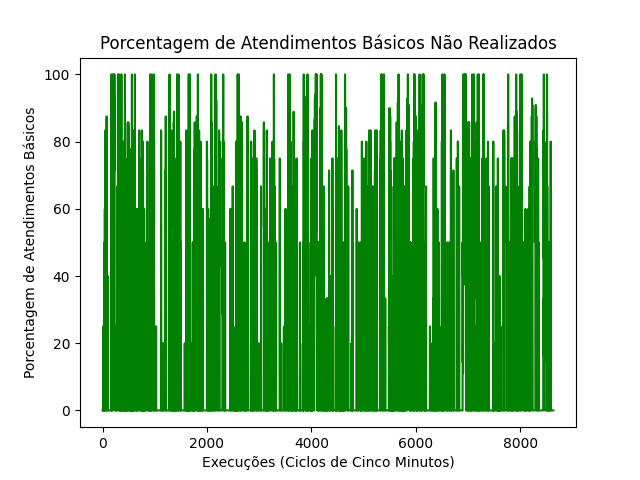 Porcentagem de Atendimentos Básicos Não Realizados
Porcentagem de Atendimentos Básicos
100
80
60
40
20
0
0 2000 4000 6000 8000
Execuções (Ciclos de Cinco Minutos)